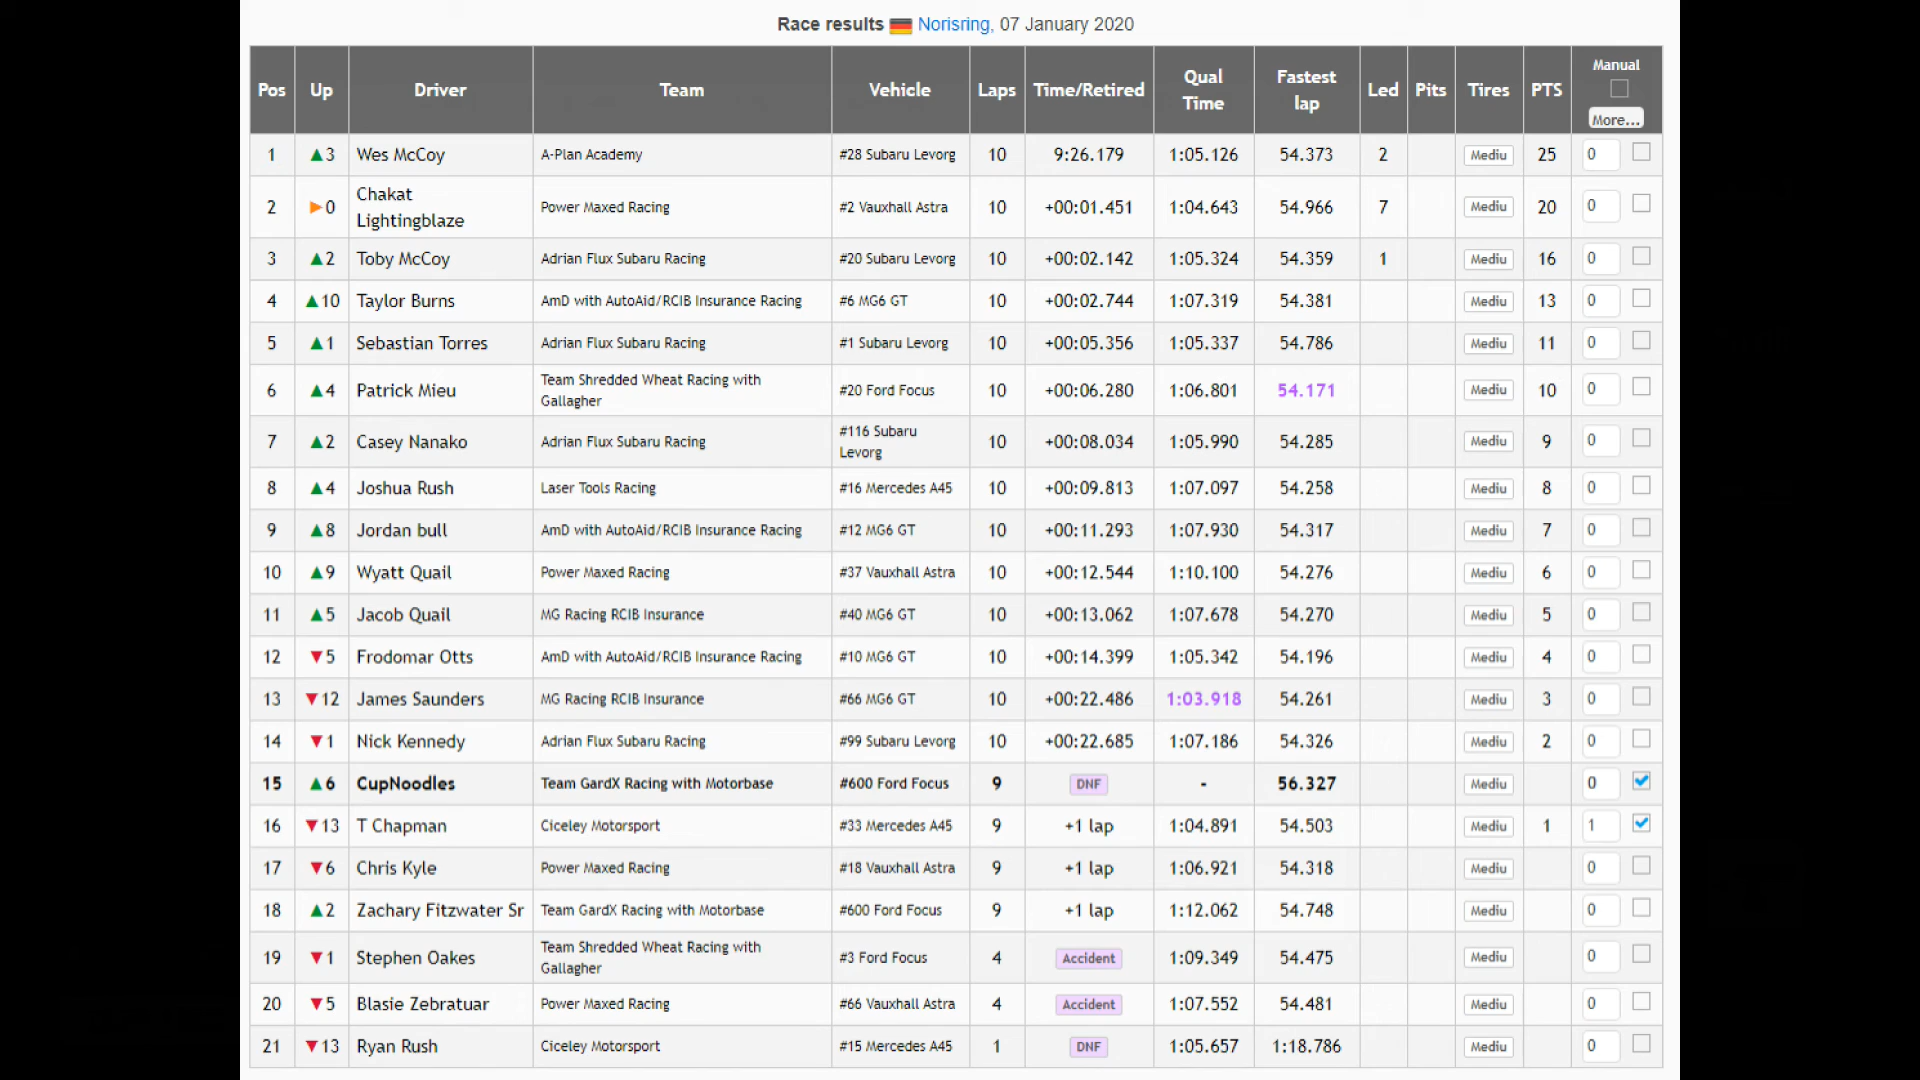 Race results Norisring, 07 January 2020
Pos Up Driver Team Vehicle Laps Time/Retired Qual Time Fastest lap Led Pits Tires PTS Manual More...
1 ▲3 Wes McCoy A-Plan Academy #28 Subaru Levorg 10 9:26.179 1:05.126 54.373 2 Mediu 25 0
2 ▶0 Chakat Lightingblaze Power Maxed Racing #2 Vauxhall Astra 10 +00:01.451 1:04.643 54.966 7 Mediu 20 0
3 ▲2 Toby McCoy Adrian Flux Subaru Racing #20 Subaru Levorg 10 +00:02.142 1:05.324 54.359 1 Mediu 16 0
4 ▲10 Taylor Burns AmD with AutoAid/RCIB Insurance Racing #6 MG6 GT 10 +00:02.744 1:07.319 54.381 Mediu 13 0
5 ▲1 Sebastian Torres Adrian Flux Subaru Racing #1 Subaru Levorg 10 +00:05.356 1:05.337 54.786 Mediu 11 0
6 ▲4 Patrick Mieu Team Shredded Wheat Racing with Gallagher #20 Ford Focus 10 +00:06.280 1:06.801 54.171 Mediu 10 0
7 ▲2 Casey Nanako Adrian Flux Subaru Racing #116 Subaru Levorg 10 +00:08.034 1:05.990 54.285 Mediu 9 0
8 ▲4 Joshua Rush Laser Tools Racing #16 Mercedes A45 10 +00:09.813 1:07.097 54.258 Mediu 8 0
9 ▲8 Jordan bull AmD with AutoAid/RCIB Insurance Racing #12 MG6 GT 10 +00:11.293 1:07.930 54.317 Mediu 7 0
10 ▲9 Wyatt Quail Power Maxed Racing #37 Vauxhall Astra 10 +00:12.544 1:10.100 54.276 Mediu 6 0
11 ▲5 Jacob Quail MG Racing RCIB Insurance #40 MG6 GT 10 +00:13.062 1:07.678 54.270 Mediu 5 0
12 ▼5 Frodomar Otts AmD with AutoAid/RCIB Insurance Racing #10 MG6 GT 10 +00:14.399 1:05.342 54.196 Mediu 4 0
13 ▼12 James Saunders MG Racing RCIB Insurance #66 MG6 GT 10 +00:22.486 1:03.918 54.261 Mediu 3 0
14 ▼1 Nick Kennedy Adrian Flux Subaru Racing #99 Subaru Levorg 10 +00:22.685 1:07.186 54.326 Mediu 2 0
15 ▲6 CupNoodles Team GardX Racing with Motorbase #600 Ford Focus 9 DNF - 56.327 Mediu 0
16 ▼13 T Chapman Ciceley Motorsport #33 Mercedes A45 9 +1 lap 1:04.891 54.503 Mediu 1 1
17 ▼6 Chris Kyle Power Maxed Racing #18 Vauxhall Astra 9 +1 lap 1:06.921 54.318 Mediu 0
18 ▲2 Zachary Fitzwater Sr Team GardX Racing with Motorbase #600 Ford Focus 9 +1 lap 1:12.062 54.748 Mediu 0
19 ▼1 Stephen Oakes Team Shredded Wheat Racing with Gallagher #3 Ford Focus 4 Accident 1:09.349 54.475 Mediu 0
20 ▼5 Blasie Zebratuar Power Maxed Racing #66 Vauxhall Astra 4 Accident 1:07.552 54.481 Mediu 0
21 ▼13 Ryan Rush Ciceley Motorsport #15 Mercedes A45 1 DNF 1:05.657 1:18.786 Mediu 0